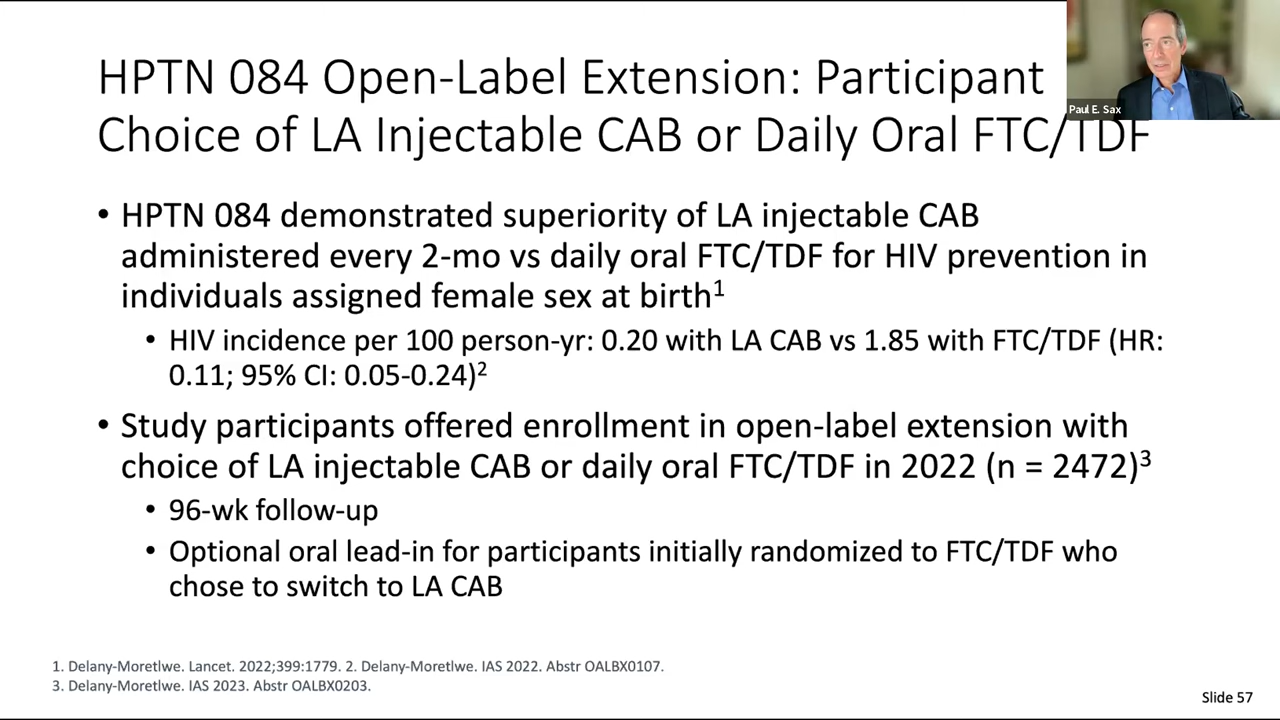 HPTN 084 Open-Label Extension: Participant
Choice of LA Injectable CAB or Daily Oral FTC/TDF
Paul E. Sax
• HPTN 084 demonstrated superiority of LA injectable CAB
administered every 2-mo vs daily oral FTC/TDF for HIV prevention in
individuals assigned female sex at birth1
• HIV incidence per 100 person-yr: 0.20 with LA CAB vs 1.85 with FTC/TDF (HR:
0.11; 95% CI: 0.05-0.24)2
• Study participants offered enrollment in open-label extension with
choice of LA injectable CAB or daily oral FTC/TDF in 2022 (n = 2472)3
• 96-wk follow-up
• Optional oral lead-in for participants initially randomized to FTC/TDF who
chose to switch to LA CAB
1. Delany-Moretlwe. Lancet. 2022;399:1779. 2. Delany-Moretlwe. IAS 2022. Abstr OALBX0107.
3. Delany-Moretlwe. IAS 2023. Abstr OALBX0203.
Slide 57